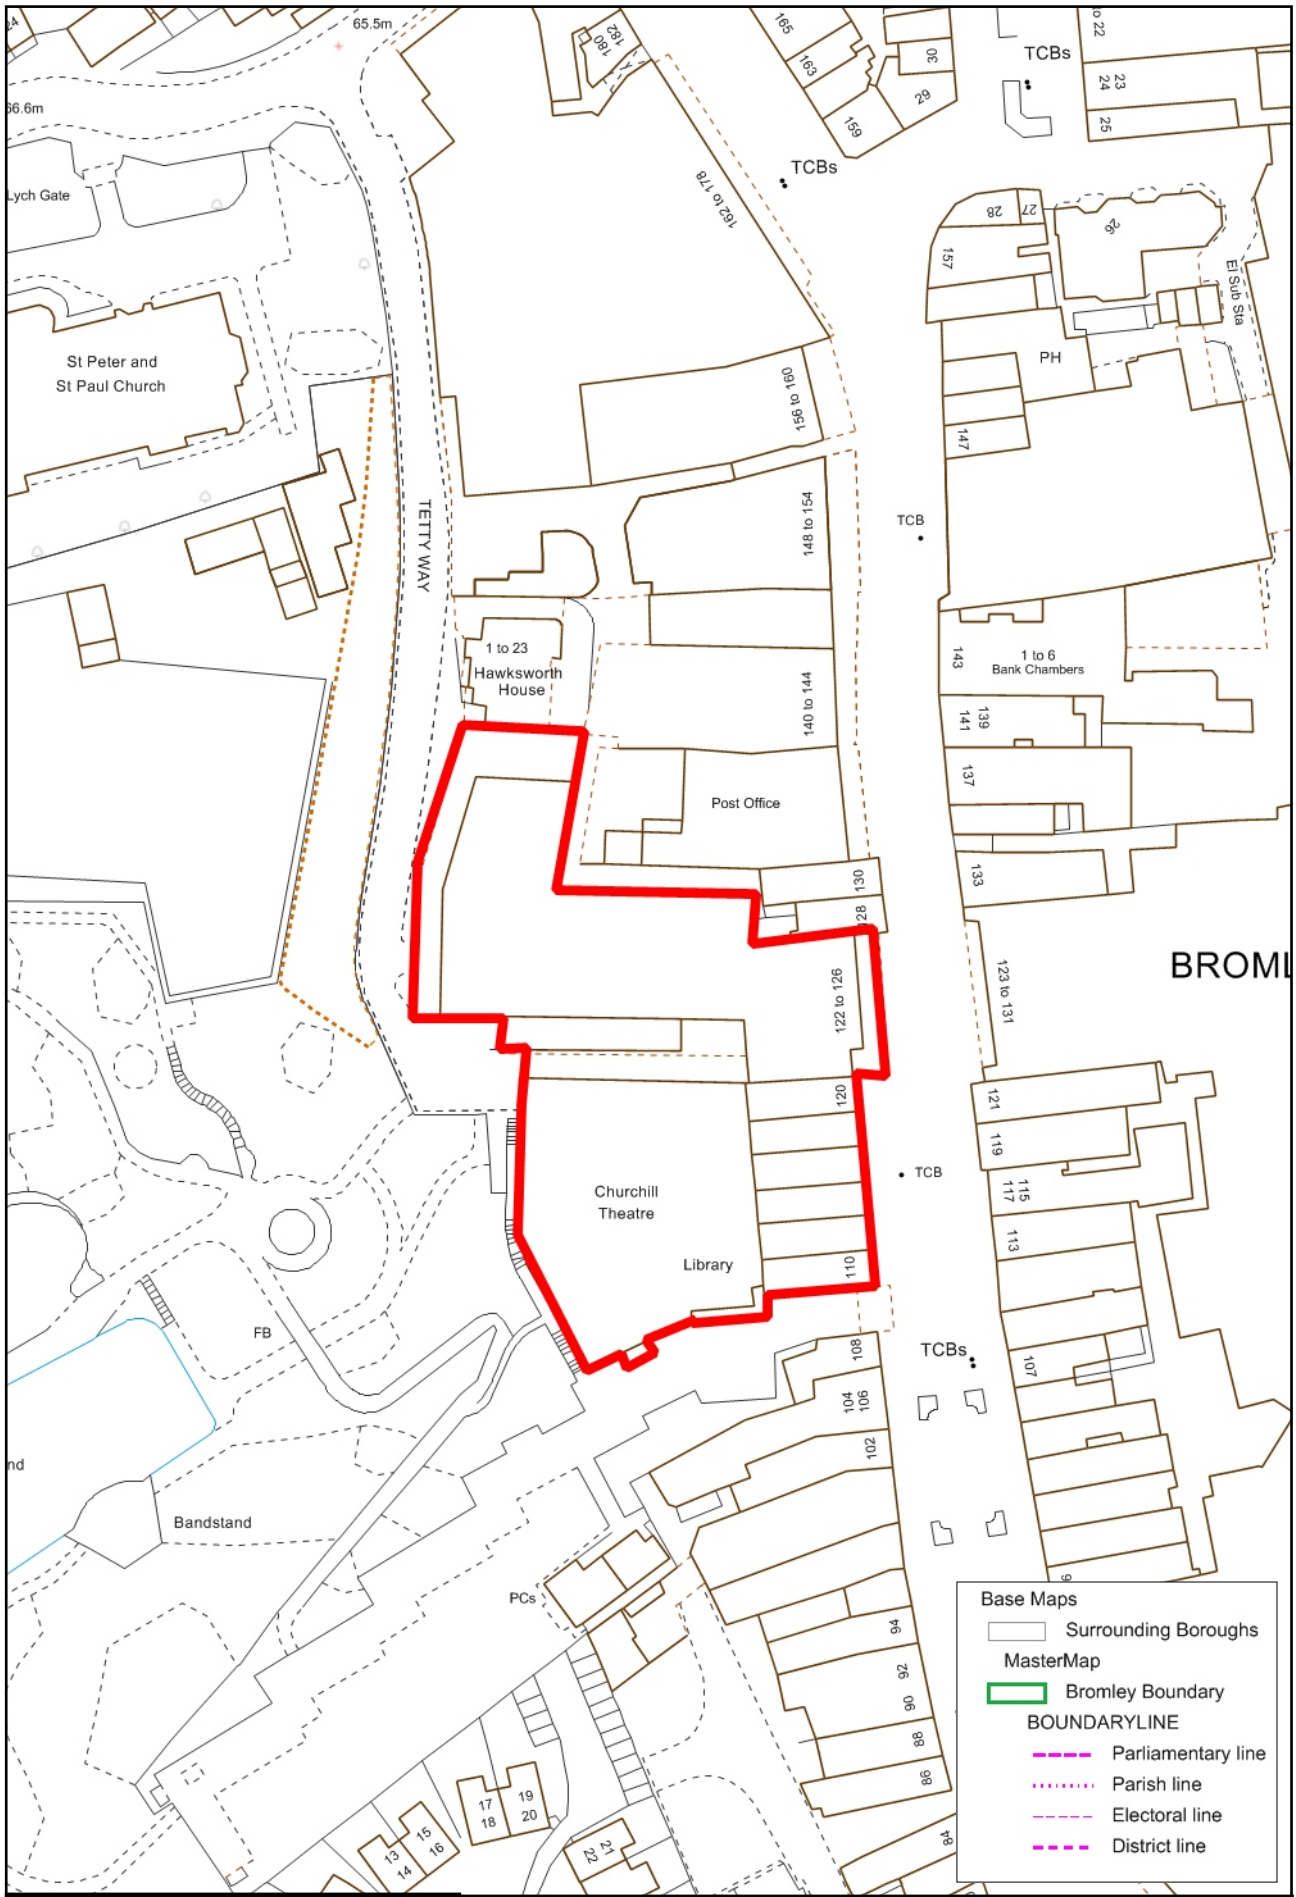 24
65.5m
180
182
165
163
159
30
29
TCBs
to 22
23
24
25
66.6m
Lych Gate
TCBs
162 to 178
28
27
26
157
El Sub Sta
PH
147
St Peter and
St Paul Church
156 to 160
TETTY WAY
148 to 154
TCB
1 to 23
Hawksworth
House
140 to 144
143
1 to 6
Bank Chambers
139
141
137
Post Office
130
128
133
BROML
122 to 126
123 to 131
120
121
119
TCB
115
117
113
Churchill
Theatre
Library
110
FB
108
TCBs
107
104
106
102
nd
Bandstand
PCs
9
94
92
90
88
86
84
17
18
19
20
15
16
13
14
21
22
Base Maps
Surrounding Boroughs
MasterMap
Bromley Boundary
BOUNDARYLINE
Parliamentary line
Parish line
Electoral line
District line